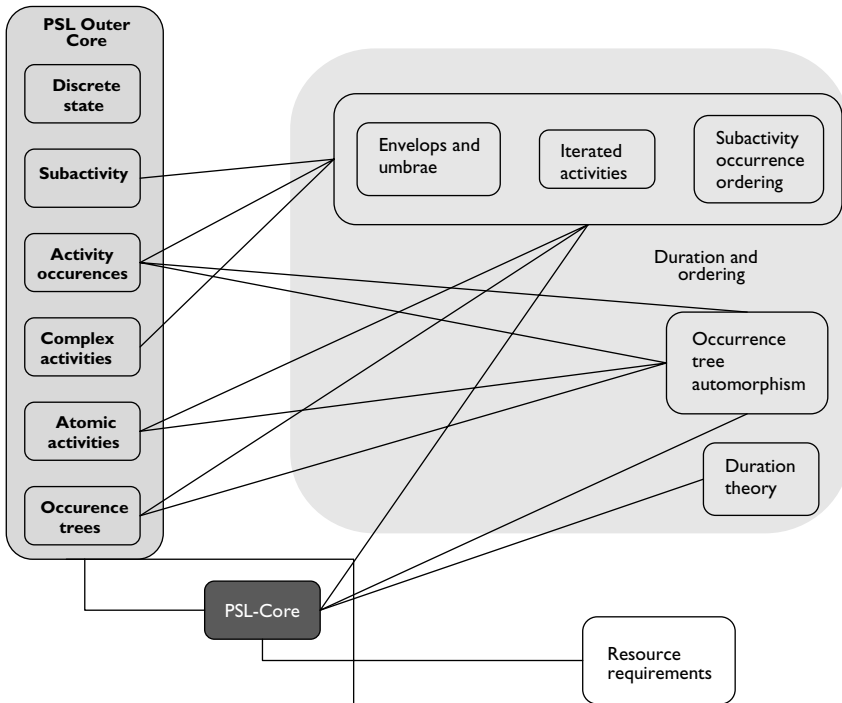 PSL Outer
Core
Discrete
state
Subactivity
Activity
occurences
Complex
activities
Atomic
activities
Occurence
trees
Envelops and
umbrae
Iterated
activities
Subactivity
occurrence
ordering
Duration and
ordering
Occurrence
tree
automorphism
Duration
theory
PSL-Core
Resource
requirements